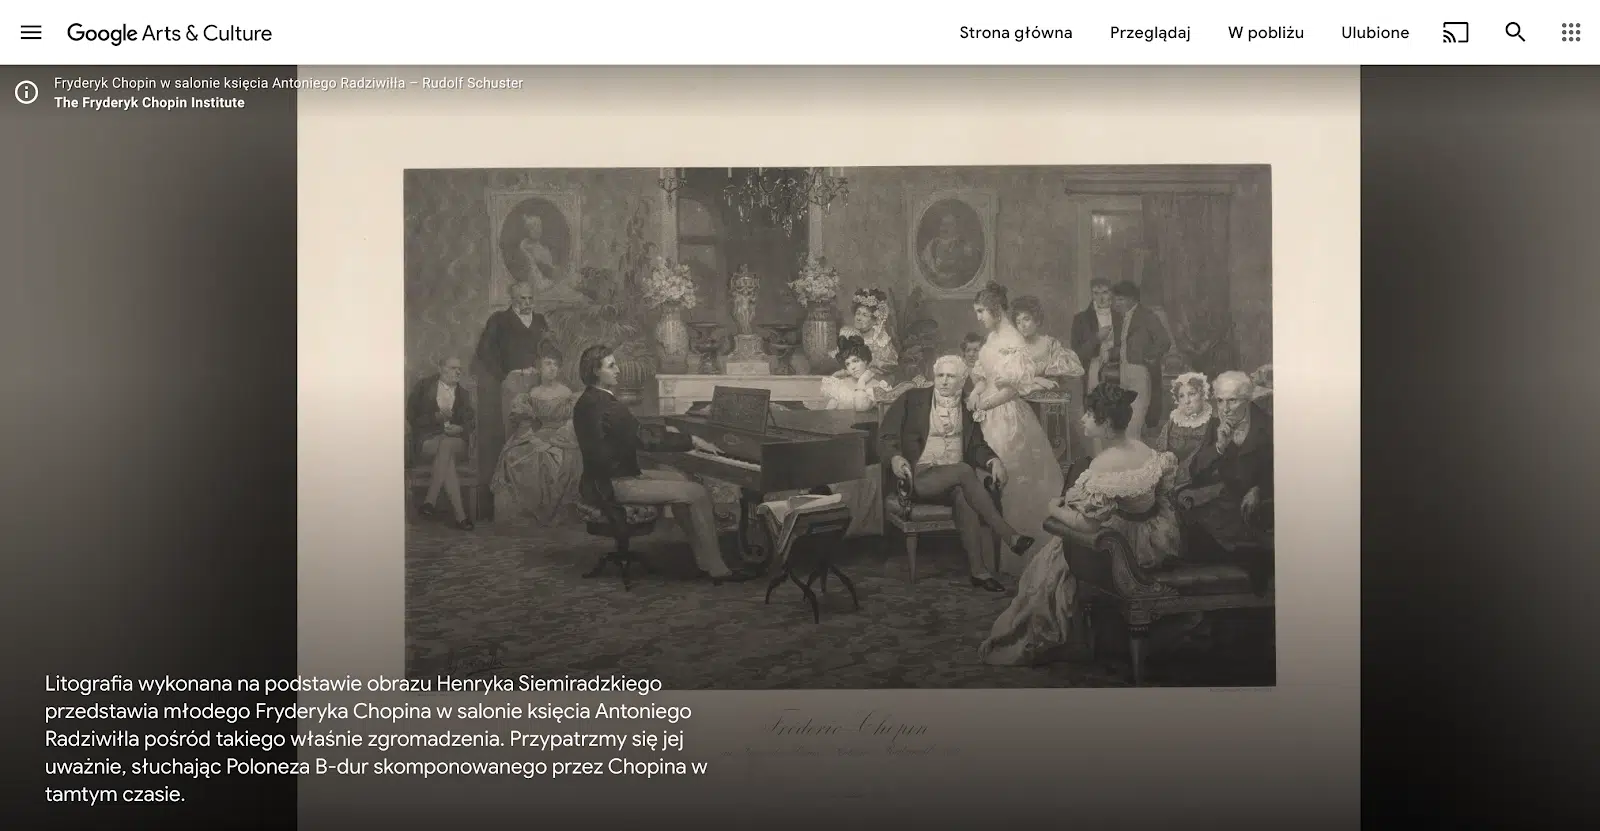 Google Arts & Culture
Strona główna
Przeglądaj
W pobliżu
Ulubione
Fryderyk Chopin w salonie księcia Antoniego Radziwiłła – Rudolf Schuster
The Fryderyk Chopin Institute
Frédéric Chopin
Litografia wykonana na podstawie obrazu Henryka Siemiradzkiego
przedstawia młodego Fryderyka Chopina w salonie księcia Antoniego
Radziwiłła pośród takiego właśnie zgromadzenia. Przypatrzmy się jej
uważnie, słuchając Poloneza B-dur skomponowanego przez Chopina w
tamtym czasie.